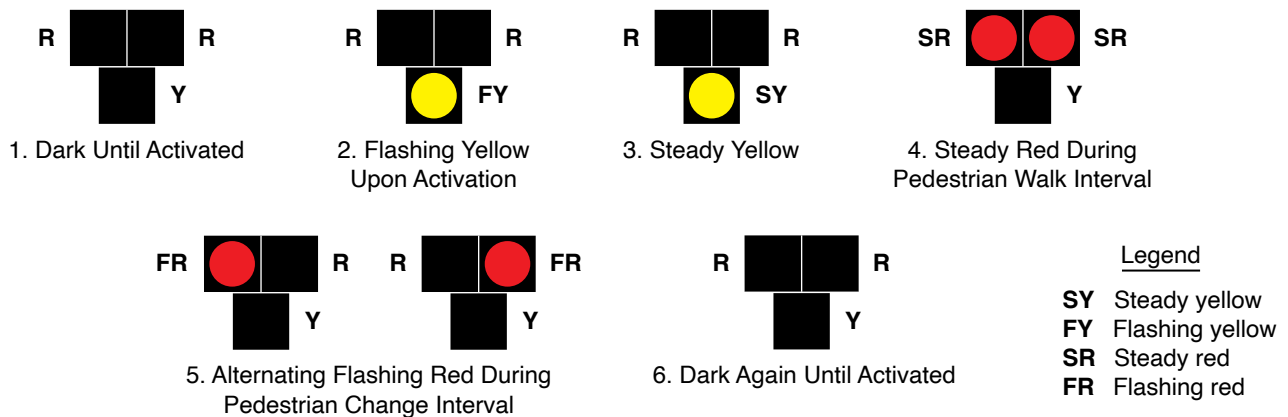 R R
Y
1. Dark Until Activated
R R
FY
2. Flashing Yellow
Upon Activation
R R
SY
3. Steady Yellow
SR SR
Y
4. Steady Red During
Pedestrian Walk Interval
FR R
Y
R FR
Y
5. Alternating Flashing Red During
Pedestrian Change Interval
R R
Y
6. Dark Again Until Activated
Legend
SY Steady yellow
FY Flashing yellow
SR Steady red
FR Flashing red